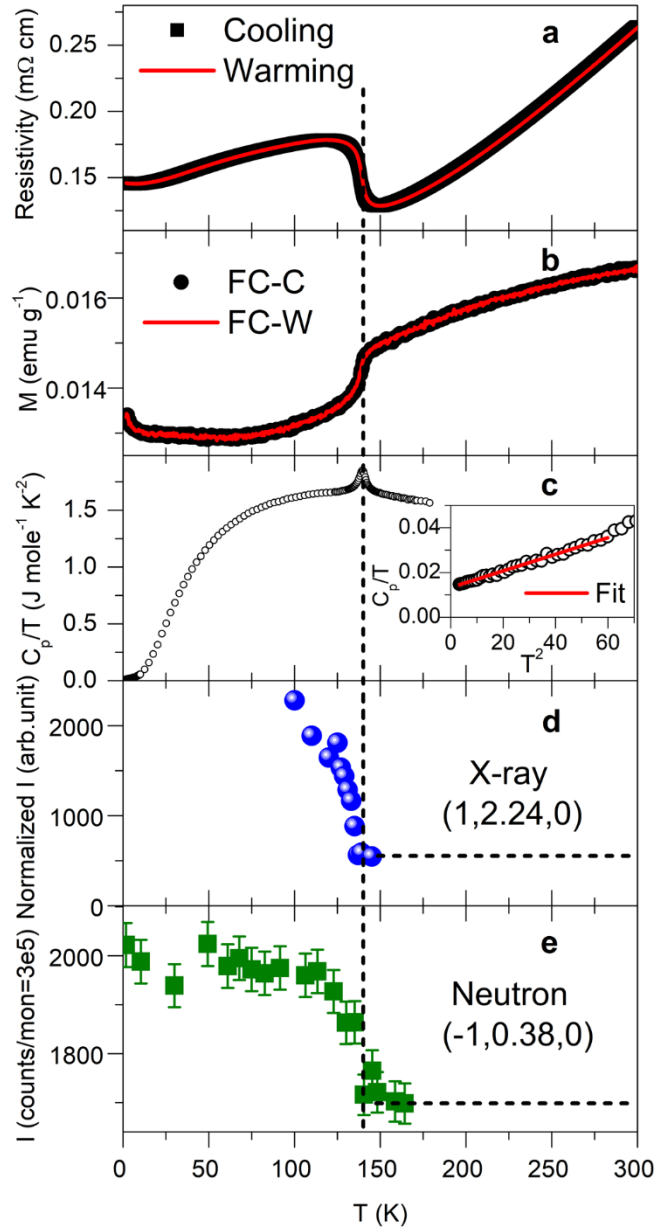 a
Cooling
Warming
Resistivity (mΩ cm)
0.25
0.20
0.15
b
FC-C
FC-W
M (emu g⁻¹)
0.016
0.014
c
C_p/T (J mole⁻¹ K⁻²)
1.5
1.0
0.5
0.0
C_p/T
0.04
0.02
0.00
Fit
0 20 40 60
T²
d
X-ray
(1,2.24,0)
Normalized I (arb.unit)
2000
1000
0
e
Neutron
(-1,0.38,0)
I (counts/mon=3e5)
2000
1800
0 50 100 150 200 250 300
T (K)